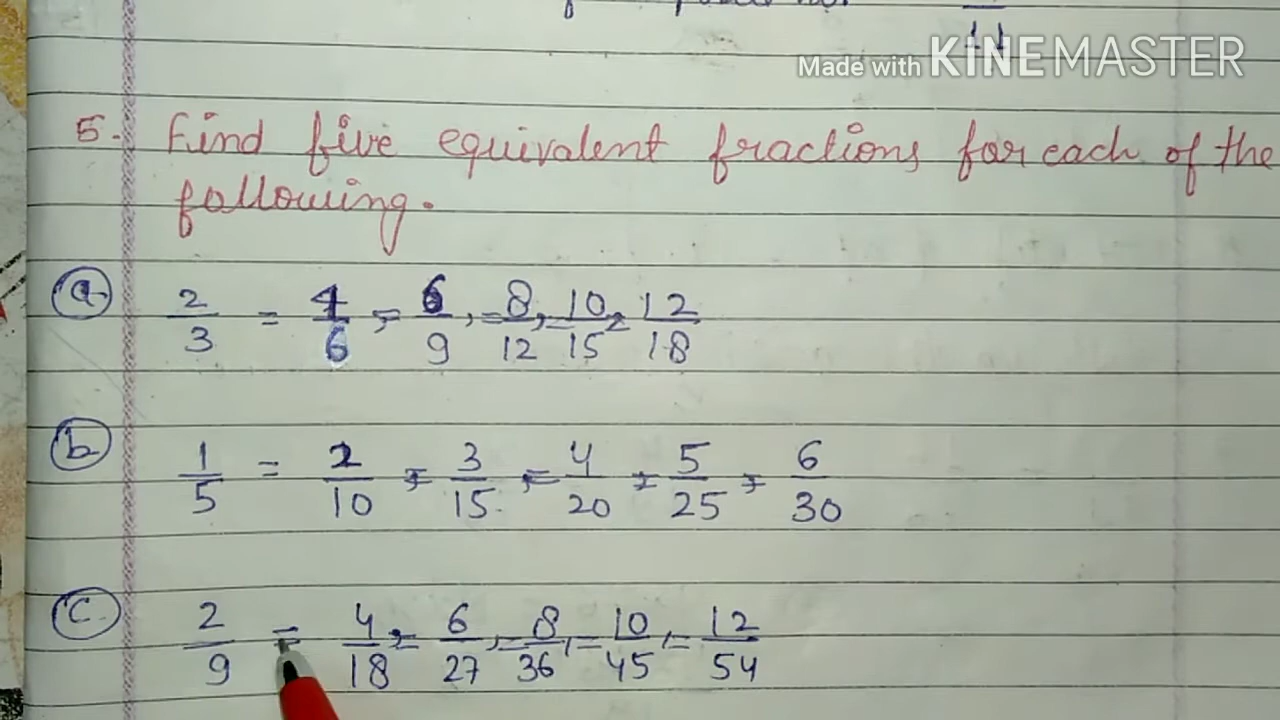 11
Made with KINEMASTER
5. Find five equivalent fractions for each of the
following.
a. 2/3 = 4/6, = 6/9, = 8/12, = 10/15, = 12/18
b. 1/5 = 2/10, = 3/15, = 4/20, = 5/25, = 6/30
c. 2/9 = 4/18, = 6/27, = 8/36, = 10/45, = 12/54